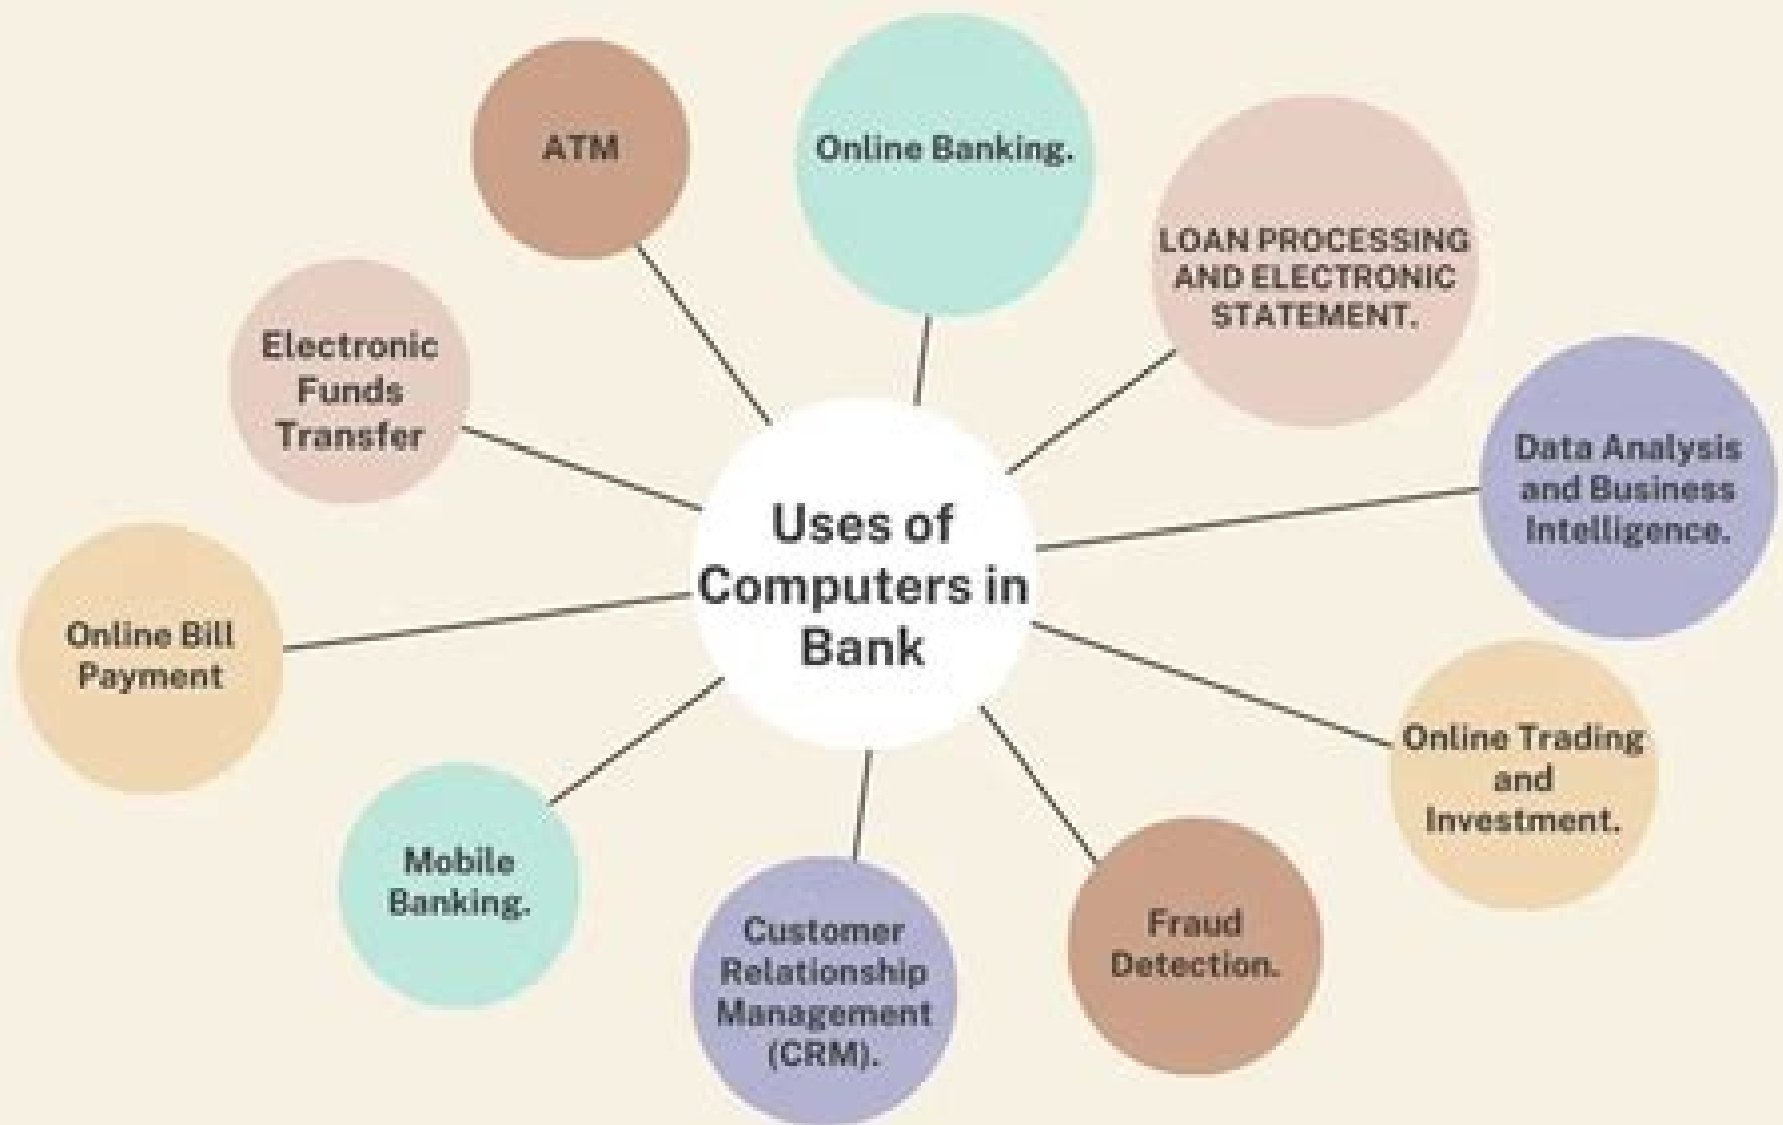 ATM
Online Banking.
LOAN PROCESSING
AND ELECTRONIC
STATEMENT.
Electronic
Funds
Transfer
Data Analysis
and Business
Intelligence.
Uses of
Computers in
Bank
Online Bill
Payment
Online Trading
and
Investment.
Mobile
Banking.
Customer
Relationship
Management
(CRM).
Fraud
Detection.